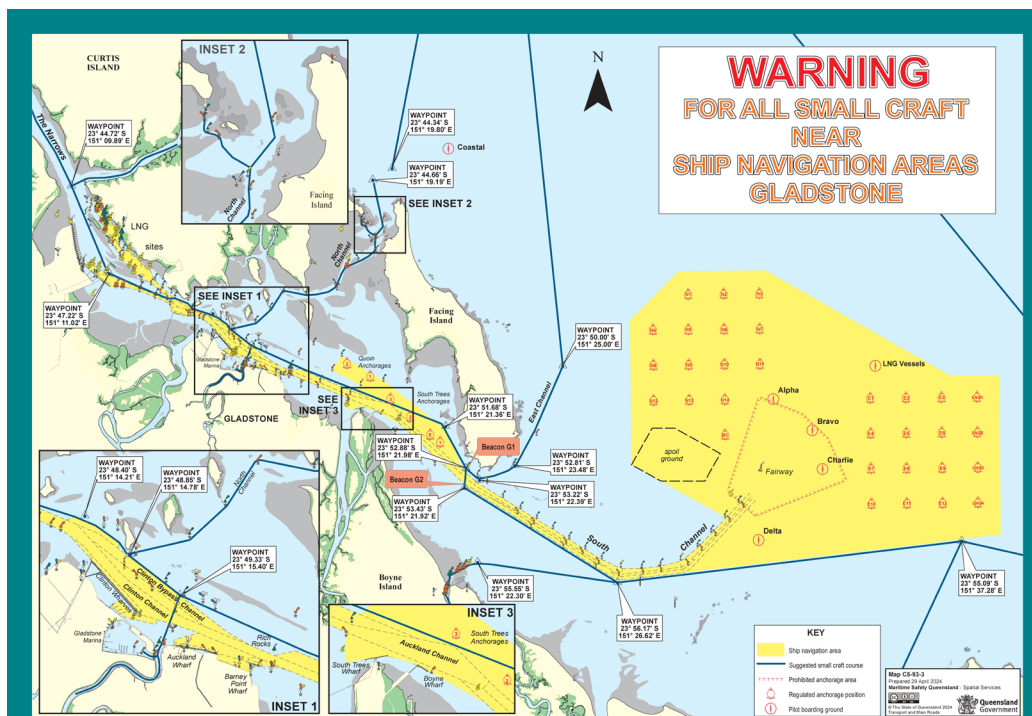 WARNING
FOR ALL SMALL CRAFT
NEAR
SHIP NAVIGATION AREAS
GLADSTONE
N
INSET 2
North
Channel
Facing
Island
CURTIS
ISLAND
The Narrows
WAYPOINT
23° 44.72' S
151° 09.89' E
WAYPOINT
23° 44.34' S
151° 19.80' E
Coastal
WAYPOINT
23° 44.66' S
151° 19.19' E
SEE INSET 2
LNG
sites
North
Channel
WAYPOINT
23° 47.22' S
151° 11.02' E
SEE INSET 1
Gladstone
Marina
GLADSTONE
Facing
Island
WAYPOINT
23° 50.00' S
151° 25.00' E
East Channel
Quoin
Anchorages
South Trees
Anchorages
SEE
INSET 3
WAYPOINT
23° 51.68' S
151° 21.36' E
WAYPOINT
23° 52.88' S
151° 21.98' E
Beacon G1
Beacon G2
WAYPOINT
23° 52.81' S
151° 23.48' E
WAYPOINT
23° 53.22' S
151° 22.39' E
WAYPOINT
23° 53.43' S
151° 21.92' E
LNG Vessels
Alpha
Bravo
Charlie
Fairway
spoil
ground
Delta
South
Channel
Boyne
Island
WAYPOINT
23° 55.55' S
151° 22.30' E
WAYPOINT
23° 56.17' S
151° 26.62' E
WAYPOINT
23° 55.09' S
151° 37.28' E
WAYPOINT
23° 48.40' S
151° 14.21' E
WAYPOINT
23° 48.85' S
151° 14.78' E
North
Channel
WAYPOINT
23° 49.33' S
151° 15.40' E
Clinton Bypass Channel
Clinton Channel
Clinton Wharves
Gladstone
Marina
Auckland
Wharf
Rich
Rocks
Barney
Point
Wharf
INSET 1
INSET 3
South Trees
Anchorages
Auckland Channel
South Trees
Wharf
Boyne
Wharf
KEY
Ship navigation area
Suggested small craft course
Prohibited anchorage area
Regulated anchorage position
Pilot boarding ground
Map CS-93-3
Prepared 29 April 2024
Maritime Safety Queensland - Spatial Services
© The State of Queensland 2024
Transport and Main Roads
Queensland
Government